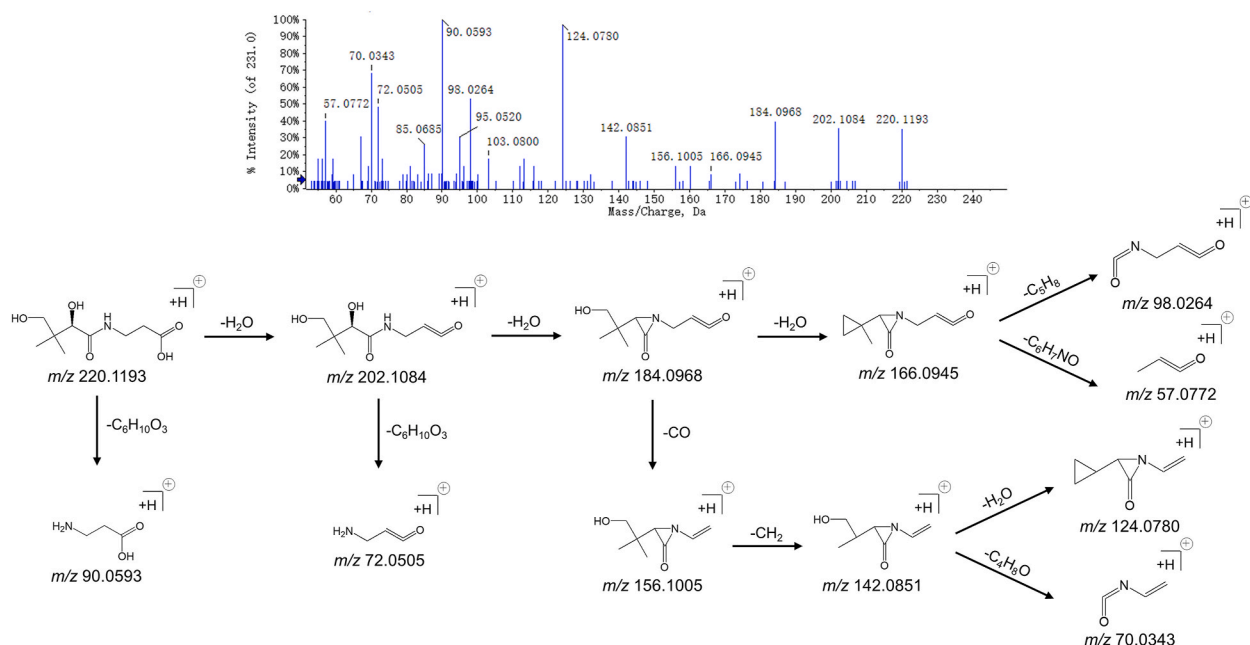 % Intensity (of 231.0)
100%
90%
80%
70%
60%
50%
40%
30%
20%
10%
0%
57.0772
70.0343
72.0505
85.0685
90.0593
98.0264
95.0520
103.0800
124.0780
142.0851
156.1005
166.0945
184.0968
202.1084
220.1193
70 80 90 100 110 120 130 140 150 160 170 180 190 200 210 220 230 240
60
Mass/Charge, Da
HO OH H N O O OH +H ⊕
m/z 220.1193
-H₂O
HO OH H N O O +H ⊕
m/z 202.1084
-H₂O
HO N O O +H ⊕
m/z 184.0968
-H₂O
N O O +H ⊕
m/z 166.0945
-C₅H₈
N O O +H ⊕
m/z 98.0264
-C₆H₇NO
O +H ⊕
m/z 57.0772
-C₆H₁₀O₃
H₂N O OH +H ⊕
m/z 90.0593
-C₆H₁₀O₃
H₂N O +H ⊕
m/z 72.0505
-CO
HO N O +H ⊕
m/z 156.1005
-CH₂
HO N O +H ⊕
m/z 142.0851
-H₂O
N O +H ⊕
m/z 124.0780
-C₄H₈O
N O +H ⊕
m/z 70.0343